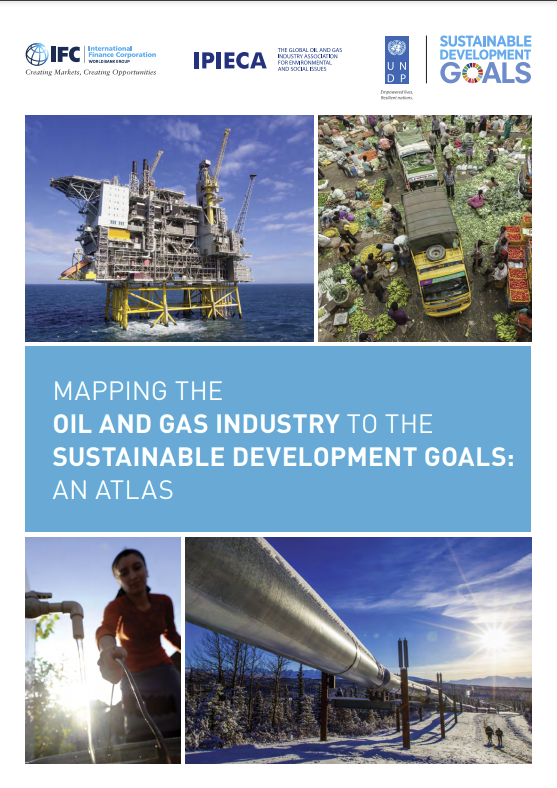 IFC
International
Finance Corporation
WORLD BANK GROUP
Creating Markets, Creating Opportunities
IPIECA
THE GLOBAL OIL AND GAS
INDUSTRY ASSOCIATION
FOR ENVIRONMENTAL
AND SOCIAL ISSUES
U N
D P
Empowered lives.
Resilient nations.
SUSTAINABLE
DEVELOPMENT
GOALS
MAPPING THE
OIL AND GAS INDUSTRY TO THE
SUSTAINABLE DEVELOPMENT GOALS:
AN ATLAS